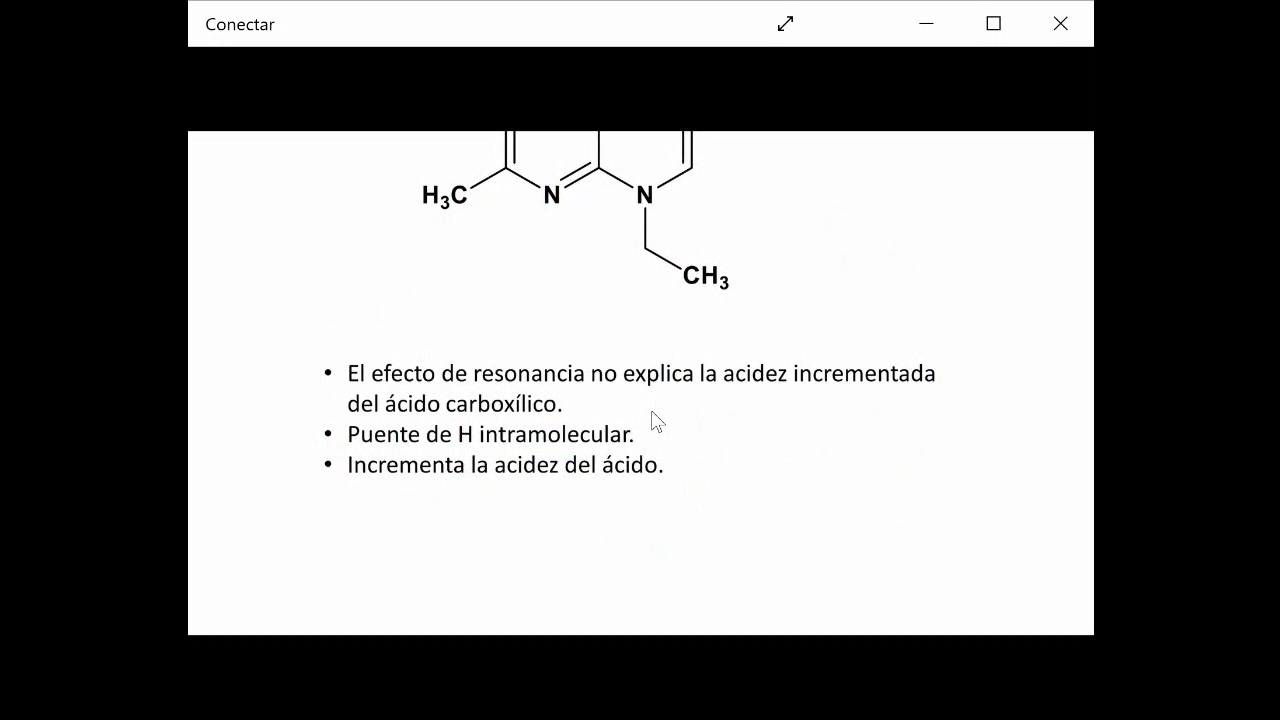 Conectar
H₃C N N
CH₃
• El efecto de resonancia no explica la acidez incrementada
del ácido carboxílico.
• Puente de H intramolecular.
• Incrementa la acidez del ácido.